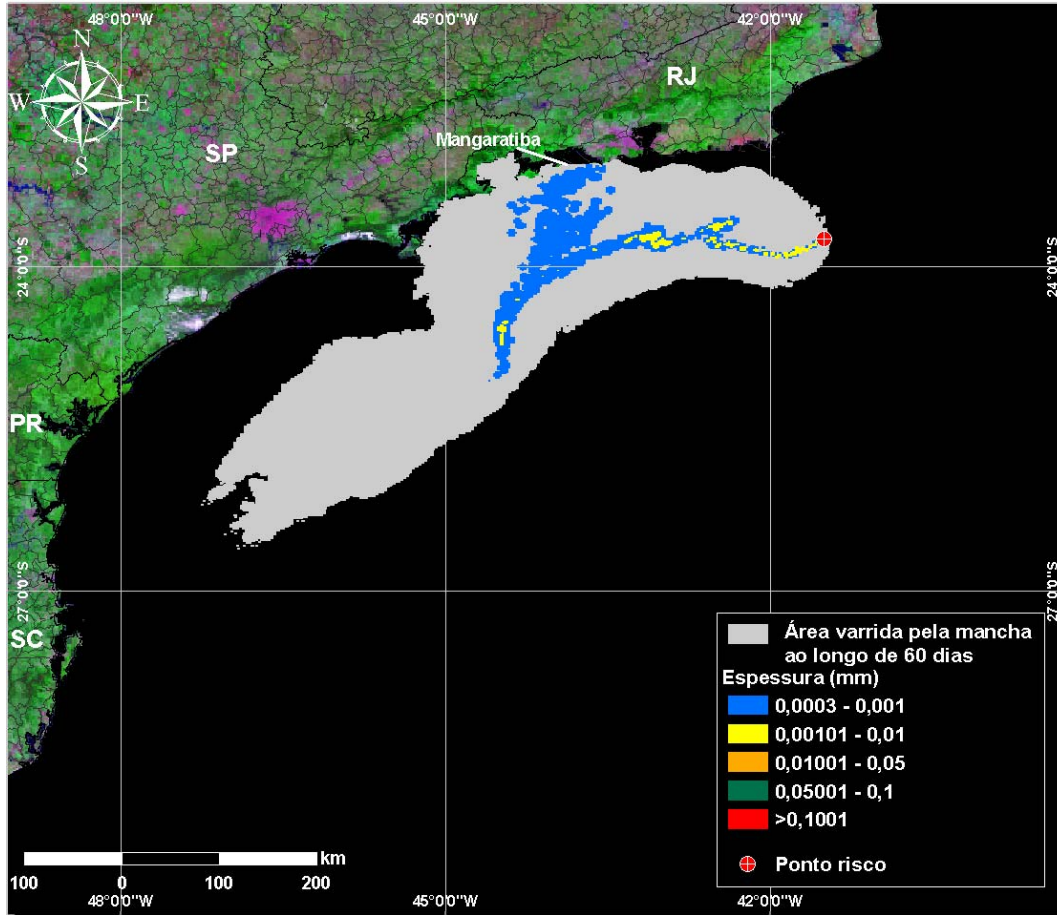 48°0'0"W
45°0'0"W
42°0'0"W
N
W
E
S
RJ
Mangaratiba
SP
24°0'0"S
24°0'0"S
PR
27°0'0"S
27°0'0"S
SC
Área varrida pela mancha
ao longo de 60 dias
Espessura (mm)
0,0003 - 0,001
0,00101 - 0,01
0,01001 - 0,05
0,05001 - 0,1
>0,1001
Ponto risco
km
100
0
100
200
48°0'0"W
45°0'0"W
42°0'0"W